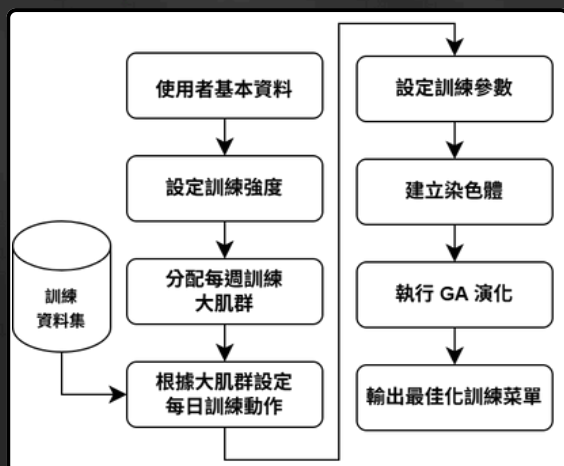 使用者基本資料
設定訓練強度
分配每週訓練
大肌群
訓練
資料集
根據大肌群設定
每日訓練動作
設定訓練參數
建立染色體
執行 GA 演化
輸出最佳化訓練菜單